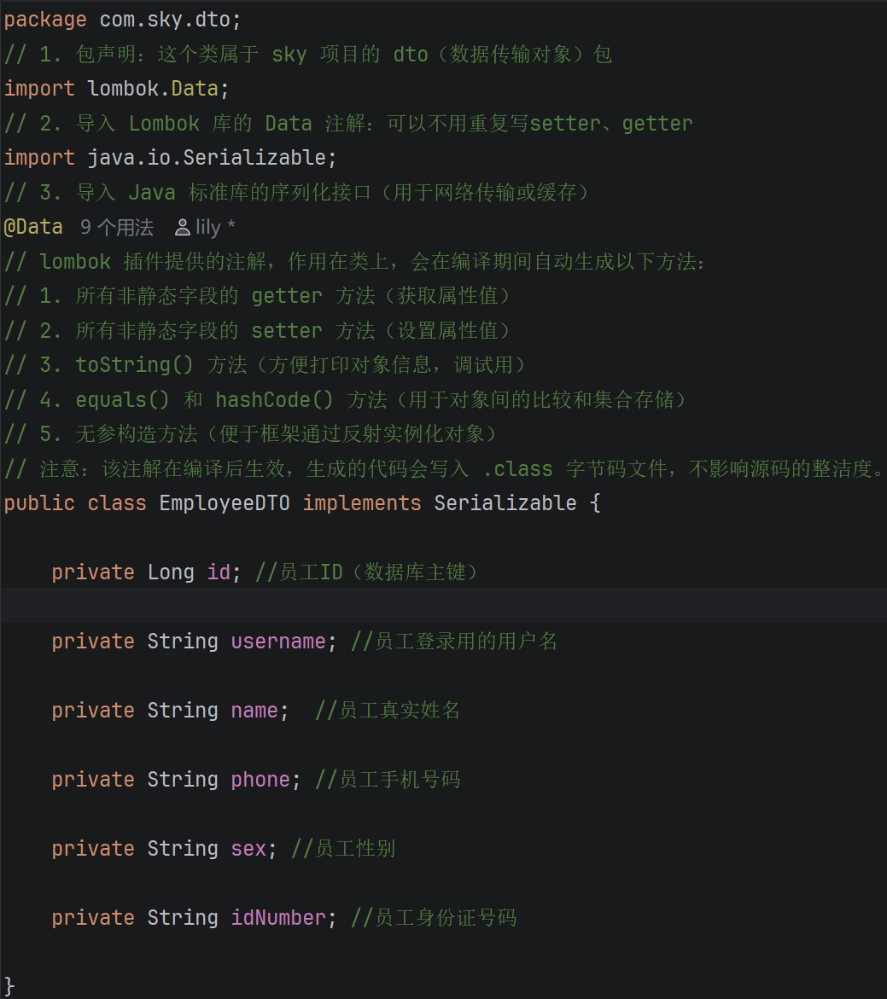 package com.sky.dto;
// 1. 包声明：这个类属于 sky 项目的 dto（数据传输对象）包
import lombok.Data;
// 2. 导入 Lombok 库的 Data 注解：可以不用重复写setter、getter
import java.io.Serializable;
// 3. 导入 Java 标准库的序列化接口（用于网络传输或缓存）
@Data 9 个用法 lily *
// lombok 插件提供的注解，作用在类上，会在编译期间自动生成以下方法：
// 1. 所有非静态字段的 getter 方法（获取属性值）
// 2. 所有非静态字段的 setter 方法（设置属性值）
// 3. toString() 方法（方便打印对象信息，调试用）
// 4. equals() 和 hashCode() 方法（用于对象间的比较和集合存储）
// 5. 无参构造方法（便于框架通过反射实例化对象）
// 注意：该注解在编译后生效，生成的代码会写入 .class 字节码文件，不影响源码的整洁度。
public class EmployeeDTO implements Serializable {
private Long id; //员工ID（数据库主键）
private String username; //员工登录用的用户名
private String name;  //员工真实姓名
private String phone; //员工手机号码
private String sex; //员工性别
private String idNumber; //员工身份证号码
}